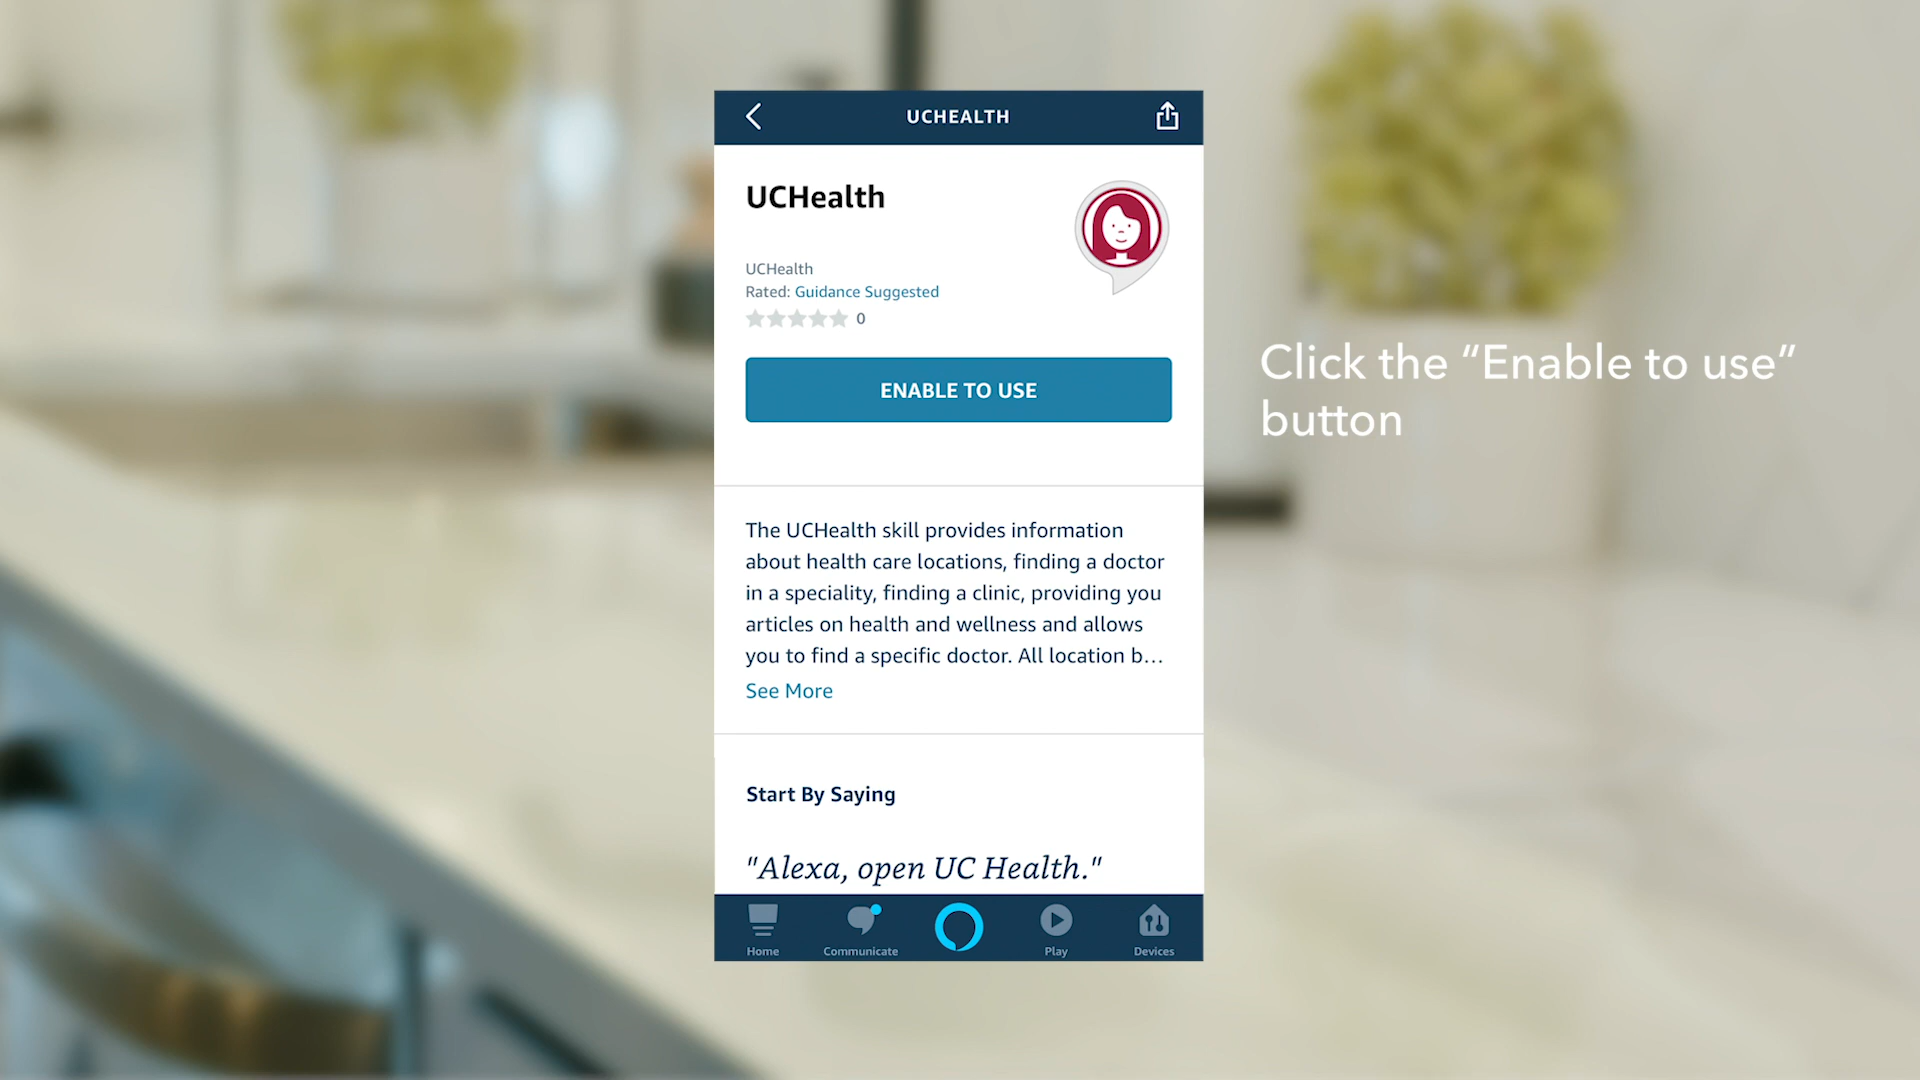 UCHEALTH
UCHealth
UCHealth
Rated: Guidance Suggested
0
ENABLE TO USE
Click the “Enable to use”
button
The UCHealth skill provides information
about health care locations, finding a doctor
in a speciality, finding a clinic, providing you
articles on health and wellness and allows
you to find a specific doctor. All location b…
See More
Start By Saying
"Alexa, open UC Health."
Home
Communicate
Play
Devices